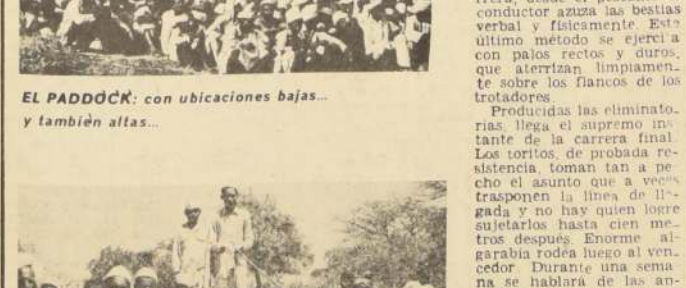 EL PADDOCK: con ubicaciones bajas...
y también altas...
conductor azuza las bestias
verbal y físicamente. Este
último método se ejerci a
con palos rectos y duros,
que aterrizan limpiamen-
te sobre los flancos de los
trotadores.
Producidas las eliminato-
rias, llega el supremo ins-
tante de la carrera final.
Los toritos, de probada re-
sistencia, toman tan a pe
cho el asunto que a veces
trasponen la línea de lle-
gada y no hay quien logre
sujetarlos hasta cien me-
tros después. Enorme al-
garabía rodea luego al ven-
cedor. Durante una sema
na se hablará de las an-